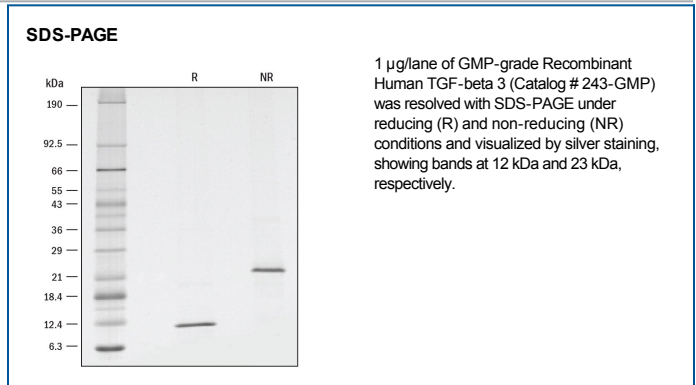 SDS-PAGE
kDa
R
NR
190
92.5
66
55
43
36
29
21
18.4
12.4
6.3
1 µg/lane of GMP-grade Recombinant
Human TGF-beta 3 (Catalog # 243-GMP)
was resolved with SDS-PAGE under
reducing (R) and non-reducing (NR)
conditions and visualized by silver staining,
showing bands at 12 kDa and 23 kDa,
respectively.